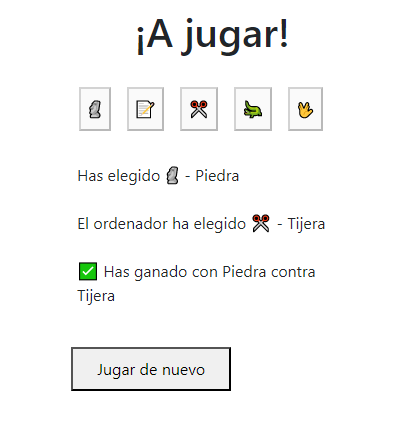 ¡A jugar!
Has elegido 🗿 - Piedra
El ordenador ha elegido ✂️ - Tijera
✅ Has ganado con Piedra contra
Tijera
Jugar de nuevo